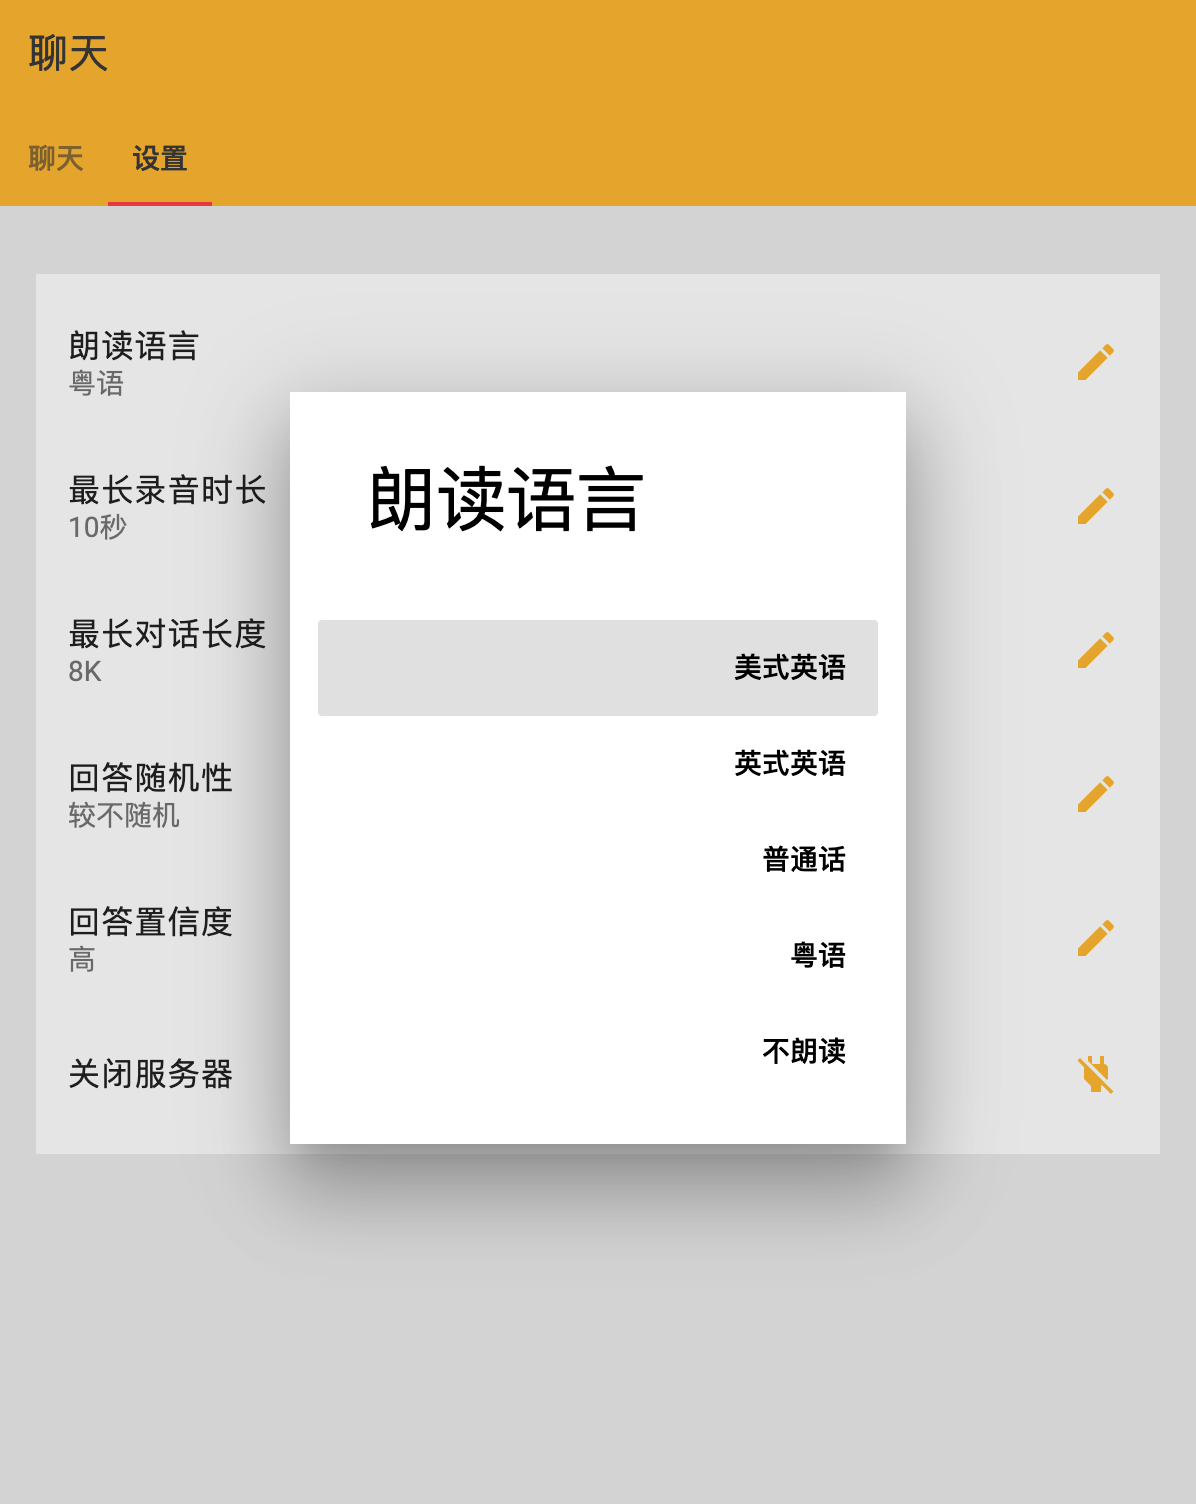 聊天
聊天 设置
朗读语言
粤语
最长录音时长
10秒
最长对话长度
8K
回答随机性
较不随机
回答置信度
高
关闭服务器
朗读语言
美式英语
英式英语
普通话
粤语
不朗读